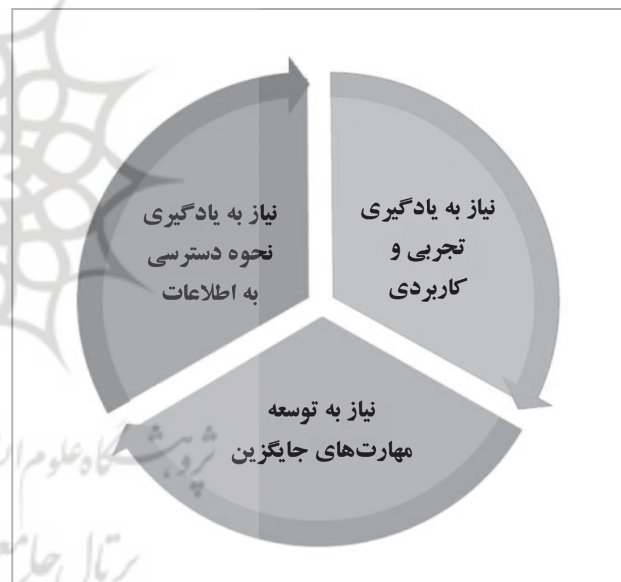 نیاز به یادگیری
تجربی و
کاربردی
نیاز به توسعه
مهارت‌های جایگزین
نیاز به یادگیری
نحوه دسترسی
به اطلاعات